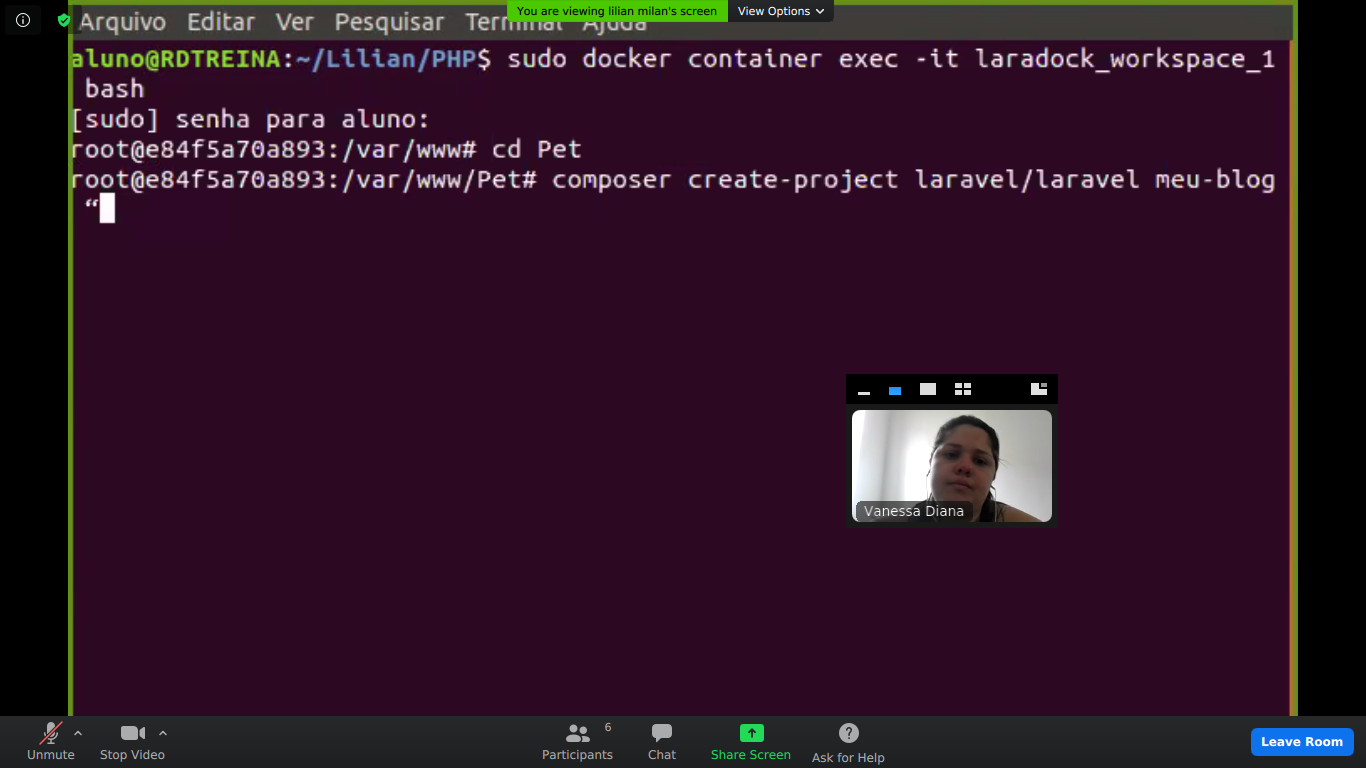 You are viewing lilian milan's screen
View Options
Arquivo Editar Ver Pesquisar Terminal Ajuda
aluno@RDTREINA:~/Lilian/PHP$ sudo docker container exec -it laradock_workspace_1
bash
[sudo] senha para aluno:
root@e84f5a70a893:/var/www# cd Pet
root@e84f5a70a893:/var/www/Pet# composer create-project laravel/laravel meu-blog
“
Vanessa Diana
Unmute
Stop Video
Participants 6
Chat
Share Screen
Ask for Help
Leave Room